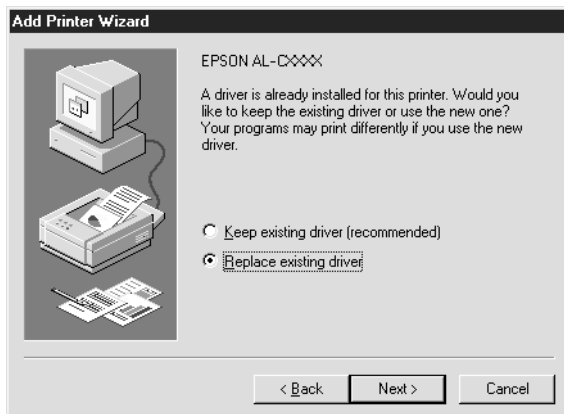 Add Printer Wizard
EPSON AL-CXXXX
A driver is already installed for this printer. Would you
like to keep the existing driver or use the new one?
Your programs may print differently if you use the new
driver.
Keep existing driver (recommended)
Replace existing driver
< Back Next > Cancel